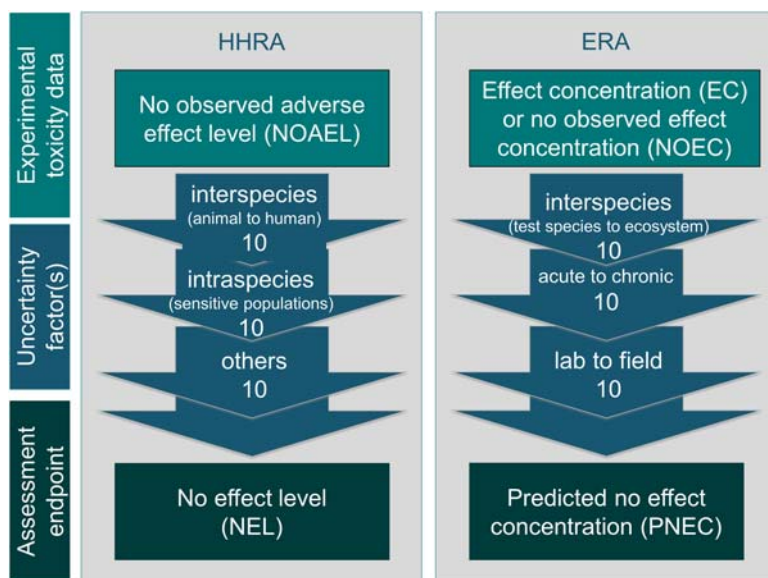 Experimental
toxicity data
Uncertainty
factor(s)
Assessment
endpoint
HHRA
No observed adverse
effect level (NOAEL)
interspecies
(animal to human)
10
intraspecies
(sensitive populations)
10
others
10
No effect level
(NEL)
ERA
Effect concentration (EC)
or no observed effect
concentration (NOEC)
interspecies
(test species to ecosystem)
10
acute to chronic
10
lab to field
10
Predicted no effect
concentration (PNEC)